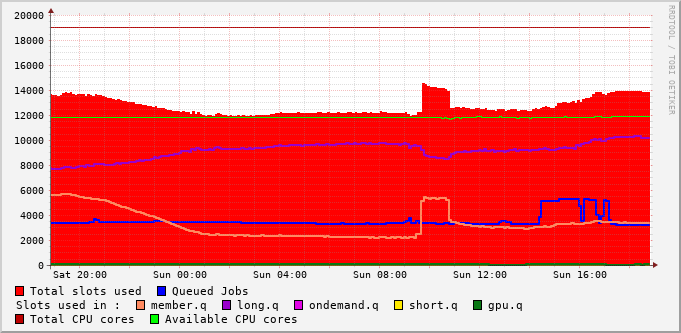 20000
18000
16000
14000
12000
10000
8000
6000
4000
2000
0
Sat 20:00 Sun 00:00 Sun 04:00 Sun 08:00 Sun 12:00 Sun 16:00
Total slots used Queued Jobs
Slots used in : member.q long.q ondemand.q short.q gpu.q
Total CPU cores Available CPU cores
RRDTOOL / TOBI OETIKER